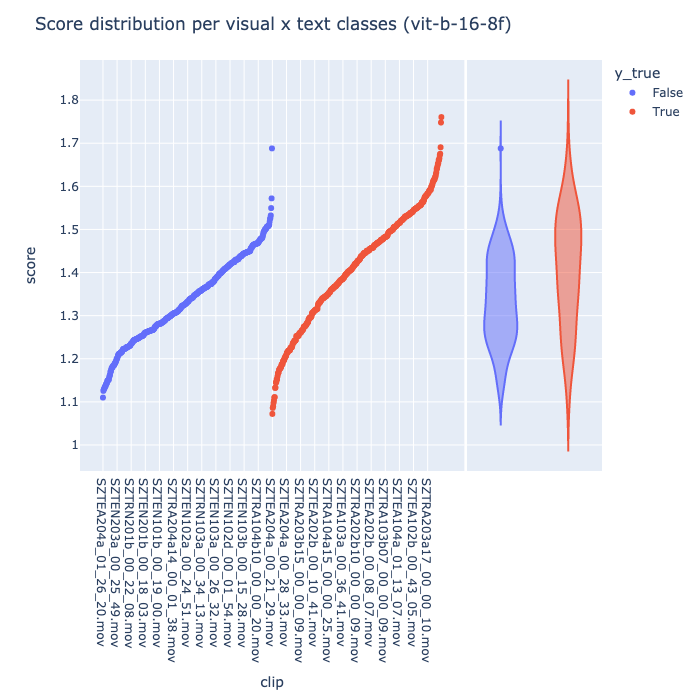 Score distribution per visual x text classes (vit-b-16-8f)
y_true
False
True
1.8
1.7
1.6
1.5
1.4
1.3
1.2
1.1
1
score
SZTEA204a_01_26_20.mov
SZTEN203a_00_25_49.mov
SZTRN201b_00_22_08.mov
SZTEN201b_00_18_03.mov
SZTEN101b_00_19_00.mov
SZTRA204a14_00_01_38.mov
SZTEN102a_00_24_51.mov
SZTRN103a_00_34_13.mov
SZTEN103a_00_26_32.mov
SZTEN102d_00_01_54.mov
SZTEN103b_00_15_28.mov
SZTRA104b10_00_00_20.mov
SZTEA204a_00_21_29.mov
SZTEA204a_00_28_33.mov
SZTRA203b15_00_00_09.mov
SZTEA202b_00_10_41.mov
SZTRA104a15_00_00_25.mov
SZTEA103a_00_36_41.mov
SZTRA202b10_00_00_09.mov
SZTEA202b_00_08_07.mov
SZTRA103b07_00_00_09.mov
SZTEA104a_01_13_07.mov
SZTEA102b_00_43_05.mov
SZTRA203a17_00_00_10.mov
clip